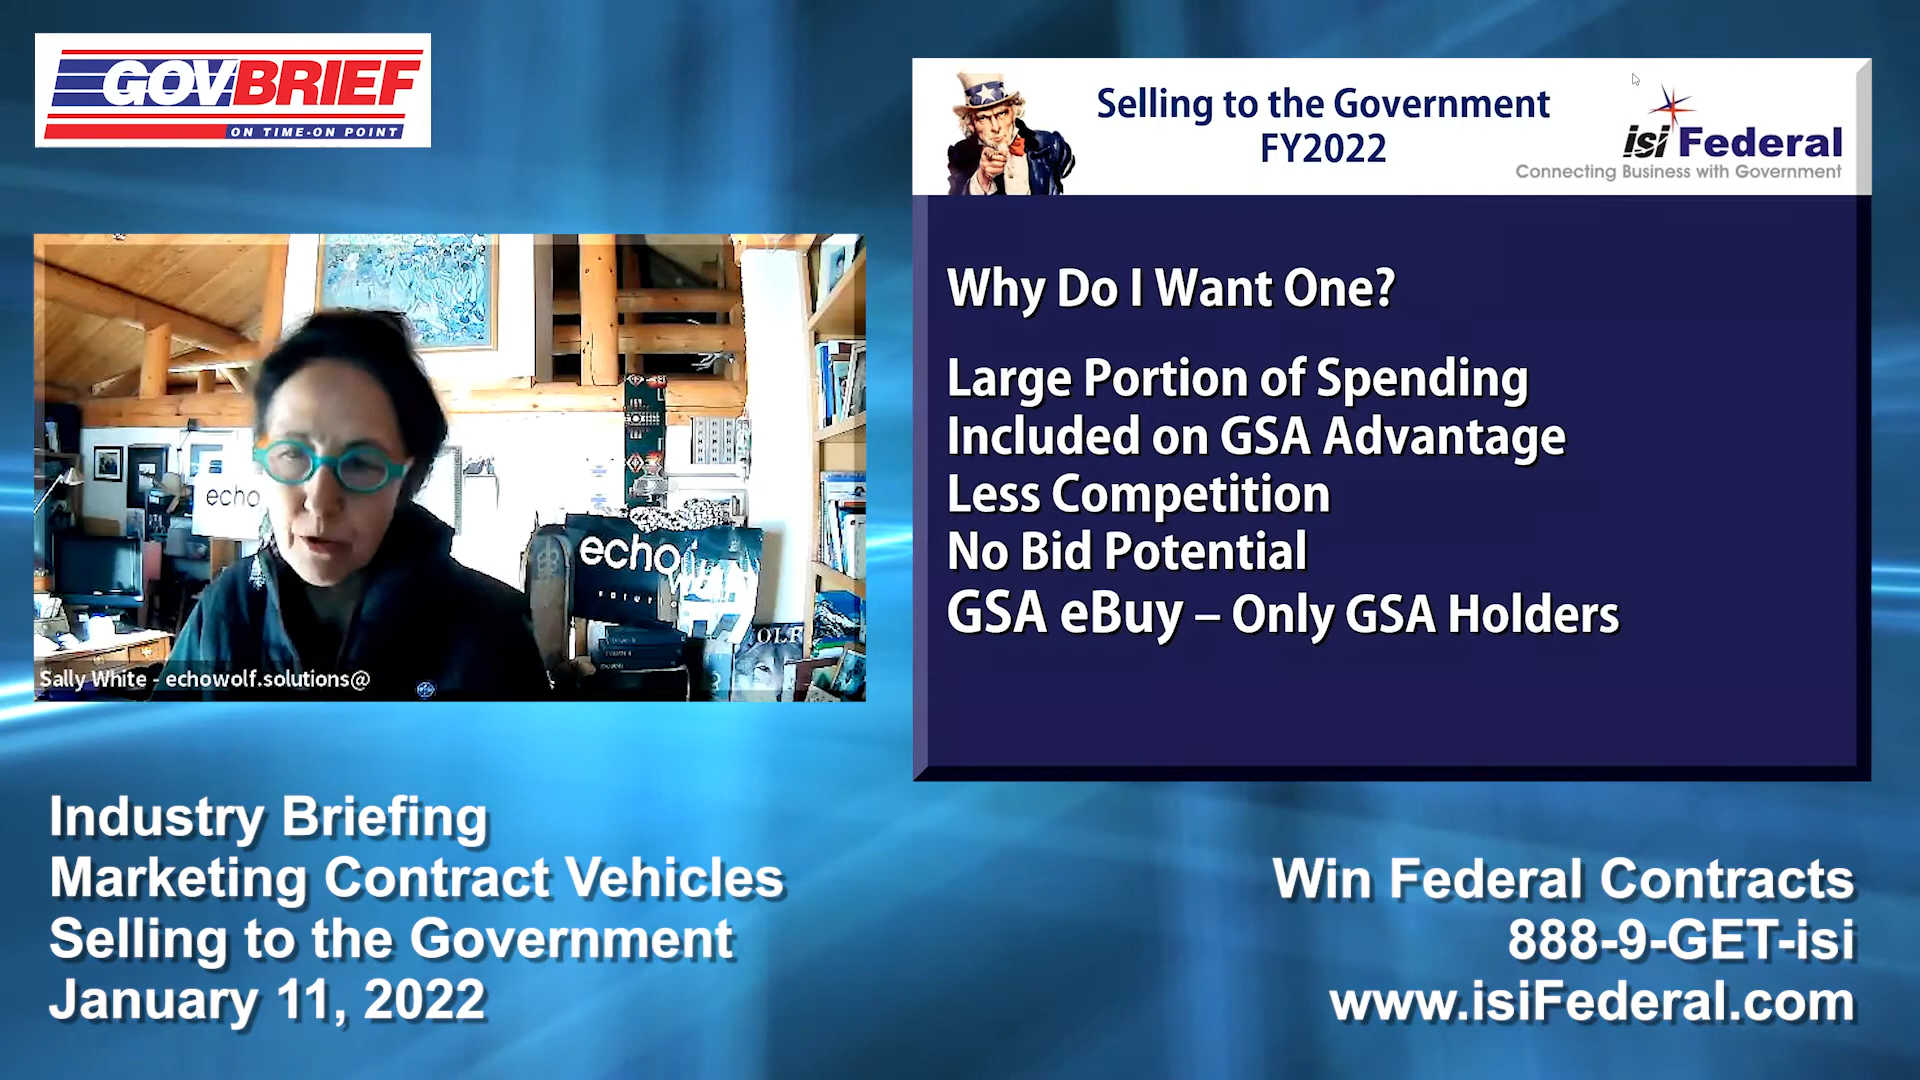 GOVBRIEF
ON TIME-ON POINT
Selling to the Government
FY2022
isi Federal
Connecting Business with Government
Why Do I Want One?
Large Portion of Spending
Included on GSA Advantage
Less Competition
No Bid Potential
GSA eBuy – Only GSA Holders
echo
echo
Sally White - echowolf.solutions@
Industry Briefing
Marketing Contract Vehicles
Selling to the Government
January 11, 2022
Win Federal Contracts
888-9-GET-isi
www.isiFederal.com